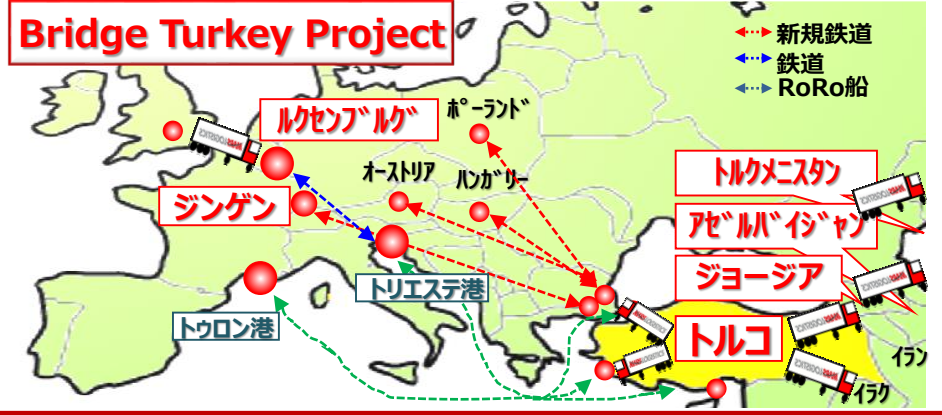 Bridge Turkey Project
新規鉄道
鉄道
RoRo船
ルクセンブルグ
ポーランド
オーストリア
ハンガリー
ジンゲン
トルクメニスタン
アゼルバイジャン
ジョージア
トリエステ港
トゥロン港
トルコ
イラン
イラク